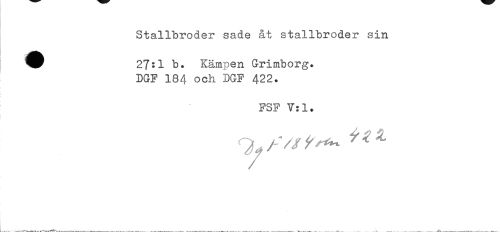 Stallbroder sade åt stallbroder sin
27:1 b. Kämpen Grimborg.
DGF 184 och DGF 422.
FSF V:1.
DgF 184 och 422